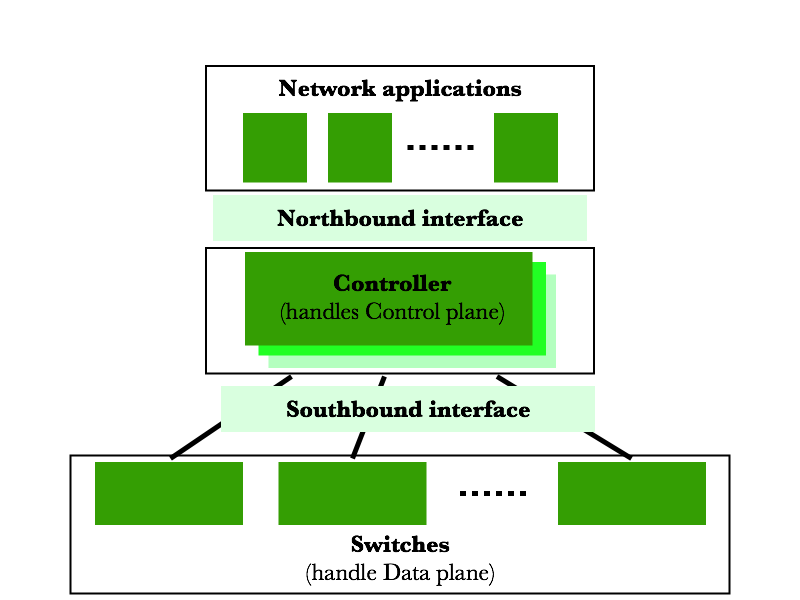 Network applications
Northbound interface
Controller
(handles Control plane)
Southbound interface
Switches
(handle Data plane)